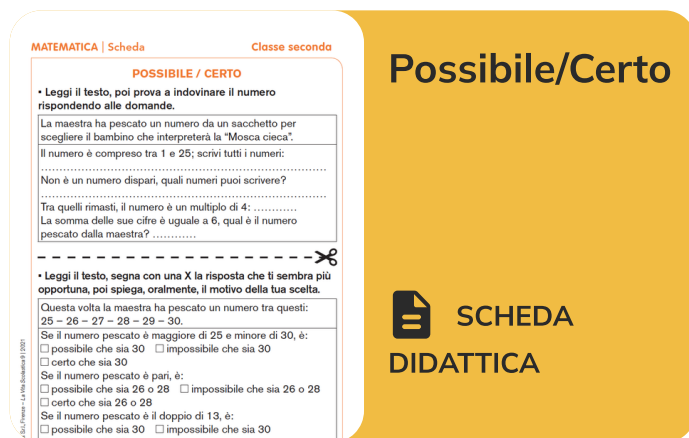 MATEMATICA | Scheda
Classe seconda
POSSIBILE / CERTO
• Leggi il testo, poi prova a indovinare il numero
rispondendo alle domande.
La maestra ha pescato un numero da un sacchetto per
scegliere il bambino che interpreterà la “Mosca cieca”.
Il numero è compreso tra 1 e 25; scrivi tutti i numeri:
................................................................................
Non è un numero dispari, quali numeri puoi scrivere?
................................................................................
Tra quelli rimasti, il numero è un multiplo di 4: ............
La somma delle sue cifre è uguale a 6, qual è il numero
pescato dalla maestra? ............
• Leggi il testo, segna con una X la risposta che ti sembra più
opportuna, poi spiega, oralmente, il motivo della tua scelta.
Questa volta la maestra ha pescato un numero tra questi:
25 – 26 – 27 – 28 – 29 – 30.
Se il numero pescato è maggiore di 25 e minore di 30, è:
□ possibile che sia 30 □ impossibile che sia 30
□ certo che sia 30
Se il numero pescato è pari, è:
□ possibile che sia 26 o 28 □ impossibile che sia 26 o 28
□ certo che sia 26 o 28
Se il numero pescato è il doppio di 13, è:
□ possibile che sia 30 □ impossibile che sia 30
S.r.l., Firenze – La Vita Scolastica 9 | 2021
Possibile/Certo
SCHEDA
DIDATTICA